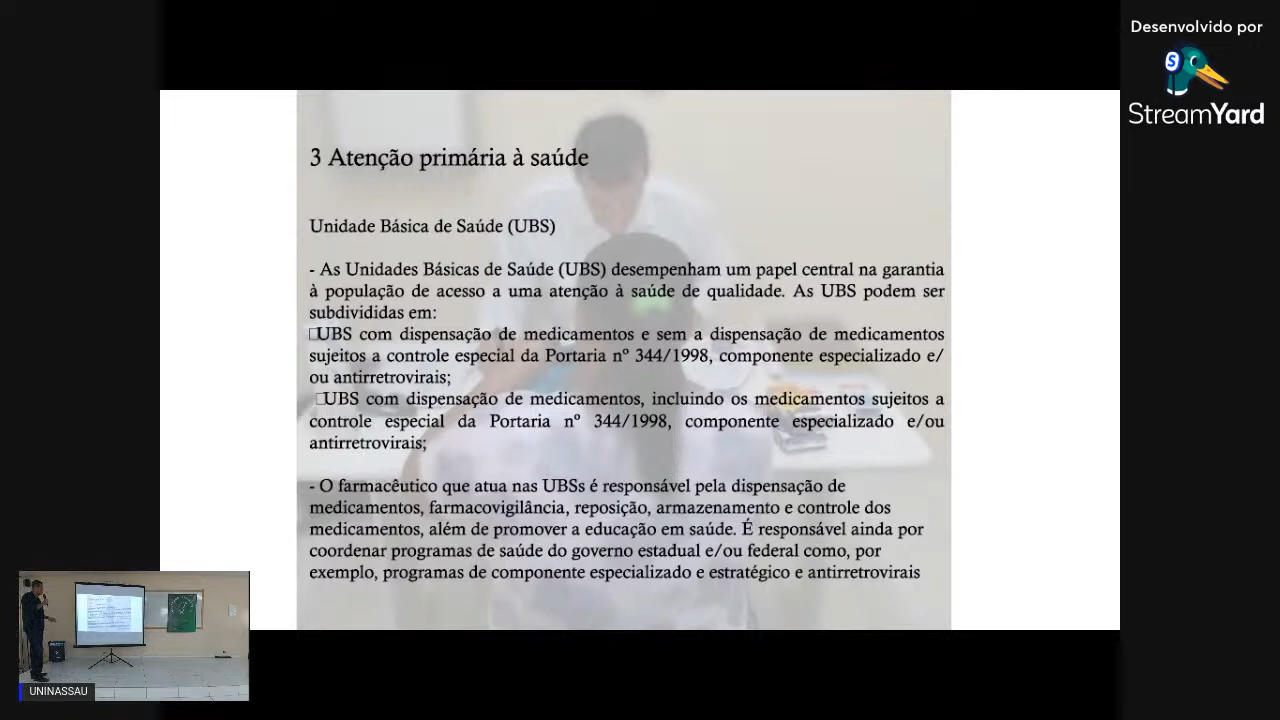 Desenvolvido por
StreamYard
3 Atenção primária à saúde
Unidade Básica de Saúde (UBS)
- As Unidades Básicas de Saúde (UBS) desempenham um papel central na garantia
à população de acesso a uma atenção à saúde de qualidade. As UBS podem ser
subdivididas em:
□UBS com dispensação de medicamentos e sem a dispensação de medicamentos
sujeitos a controle especial da Portaria nº 344/1998, componente especializado e/
ou antirretrovirais;
□UBS com dispensação de medicamentos, incluindo os medicamentos sujeitos a
controle especial da Portaria nº 344/1998, componente especializado e/ou
antirretrovirais;
- O farmacêutico que atua nas UBSs é responsável pela dispensação de
medicamentos, farmacovigilância, reposição, armazenamento e controle dos
medicamentos, além de promover a educação em saúde. É responsável ainda por
coordenar programas de saúde do governo estadual e/ou federal como, por
exemplo, programas de componente especializado e estratégico e antirretrovirais
UNINASSAU